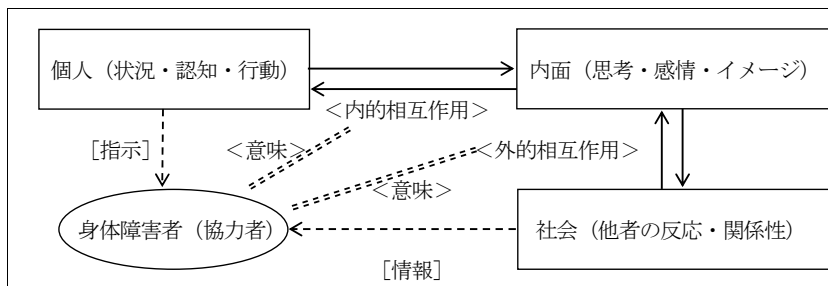 個人（状況・認知・行動）
内面（思考・感情・イメージ）
＜内的相互作用＞
［指示］
＜意味＞
＜外的相互作用＞
＜意味＞
身体障害者（協力者）
社会（他者の反応・関係性）
［情報］